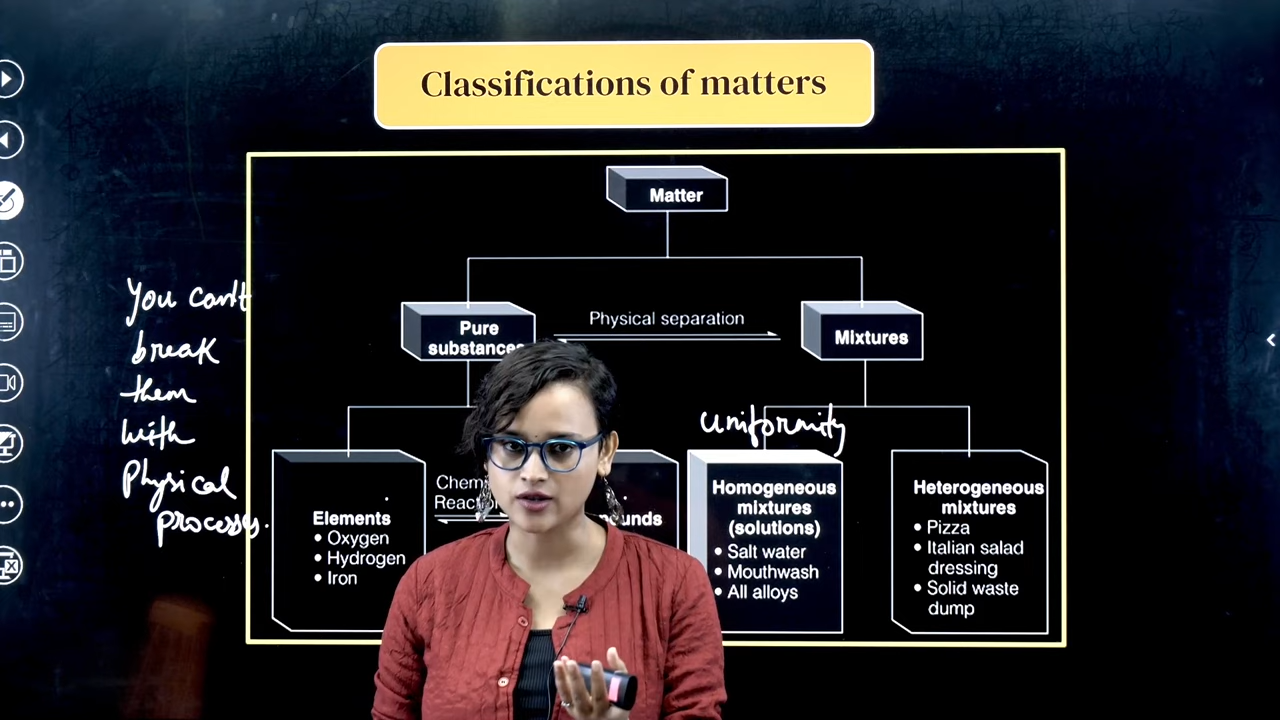 Classifications of matters
Matter
Pure
substances
Physical separation
Mixtures
You can't
break
them
with
Physical
processes.
uniformity
Elements
• Oxygen
• Hydrogen
• Iron
Homogeneous
mixtures
(solutions)
• Salt water
• Mouthwash
• All alloys
Heterogeneous
mixtures
• Pizza
• Italian salad
dressing
• Solid waste
dump